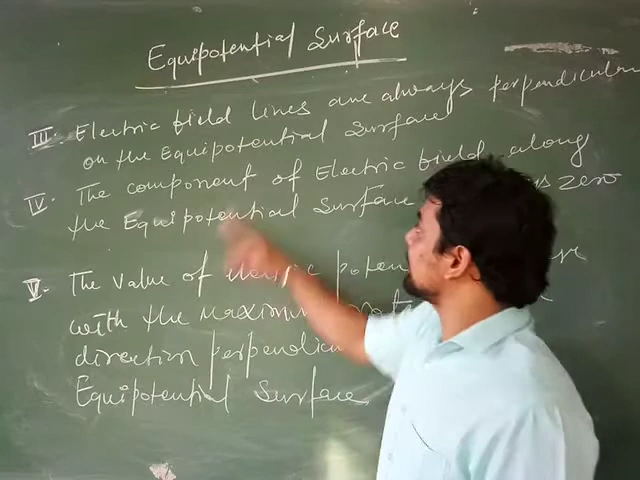 Equipotential Surface
III. Electric field lines are always perpendicular
on the Equipotential Surface
IV. The component of Electric field along
the Equipotential Surface zero
V. The value of
with the maximum
direction
Equipotential Surface